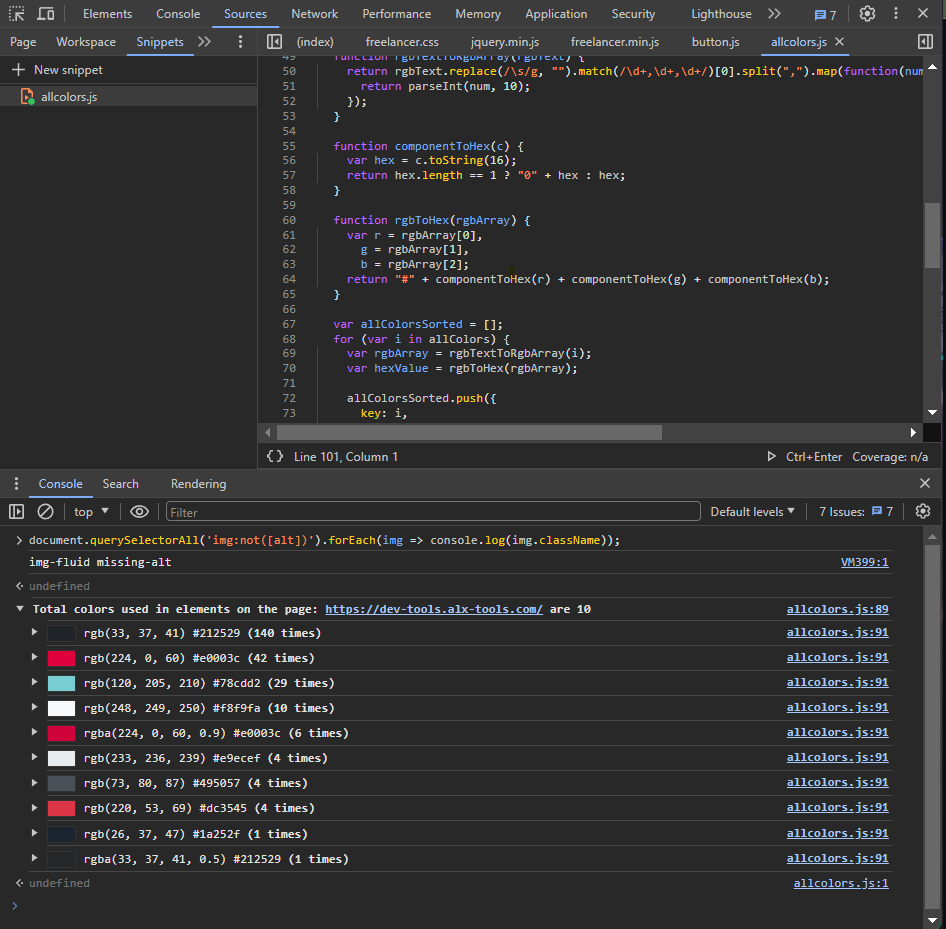 Elements Console Sources Network Performance Memory Application Security Lighthouse 7
Page Workspace Snippets
(index) freelancer.css jquery.min.js freelancer.min.js button.js allcolors.js
New snippet
allcolors.js
49 function rgbTextToRgbArray(rgbText) {
50 return rgbText.replace(/\s/g, "").match(/\d+,\d+,\d+/)[0].split(",").map(function(num
51 return parseInt(num, 10);
52 });
53 }
54
55 function componentToHex(c) {
56 var hex = c.toString(16);
57 return hex.length == 1 ? "0" + hex : hex;
58 }
59
60 function rgbToHex(rgbArray) {
61 var r = rgbArray[0],
62 g = rgbArray[1],
63 b = rgbArray[2];
64 return "#" + componentToHex(r) + componentToHex(g) + componentToHex(b);
65 }
66
67 var allColorsSorted = [];
68 for (var i in allColors) {
69 var rgbArray = rgbTextToRgbArray(i);
70 var hexValue = rgbToHex(rgbArray);
71
72 allColorsSorted.push({
73 key: i,
{} Line 101, Column 1 Ctrl+Enter Coverage: n/a
Console Search Rendering
top Filter Default levels 7 Issues: 7
document.querySelectorAll('img:not([alt])').forEach(img => console.log(img.className));
img-fluid missing-alt VM399:1
undefined
Total colors used in elements on the page: https://dev-tools.alx-tools.com/ are 10 allcolors.js:89
rgb(33, 37, 41) #212529 (140 times) allcolors.js:91
rgb(224, 0, 60) #e0003c (42 times) allcolors.js:91
rgb(120, 205, 210) #78cdd2 (29 times) allcolors.js:91
rgb(248, 249, 250) #f8f9fa (10 times) allcolors.js:91
rgba(224, 0, 60, 0.9) #e0003c (6 times) allcolors.js:91
rgb(233, 236, 239) #e9ecef (4 times) allcolors.js:91
rgb(73, 80, 87) #495057 (4 times) allcolors.js:91
rgb(220, 53, 69) #dc3545 (4 times) allcolors.js:91
rgb(26, 37, 47) #1a252f (1 times) allcolors.js:91
rgba(33, 37, 41, 0.5) #212529 (1 times) allcolors.js:91
undefined allcolors.js:1